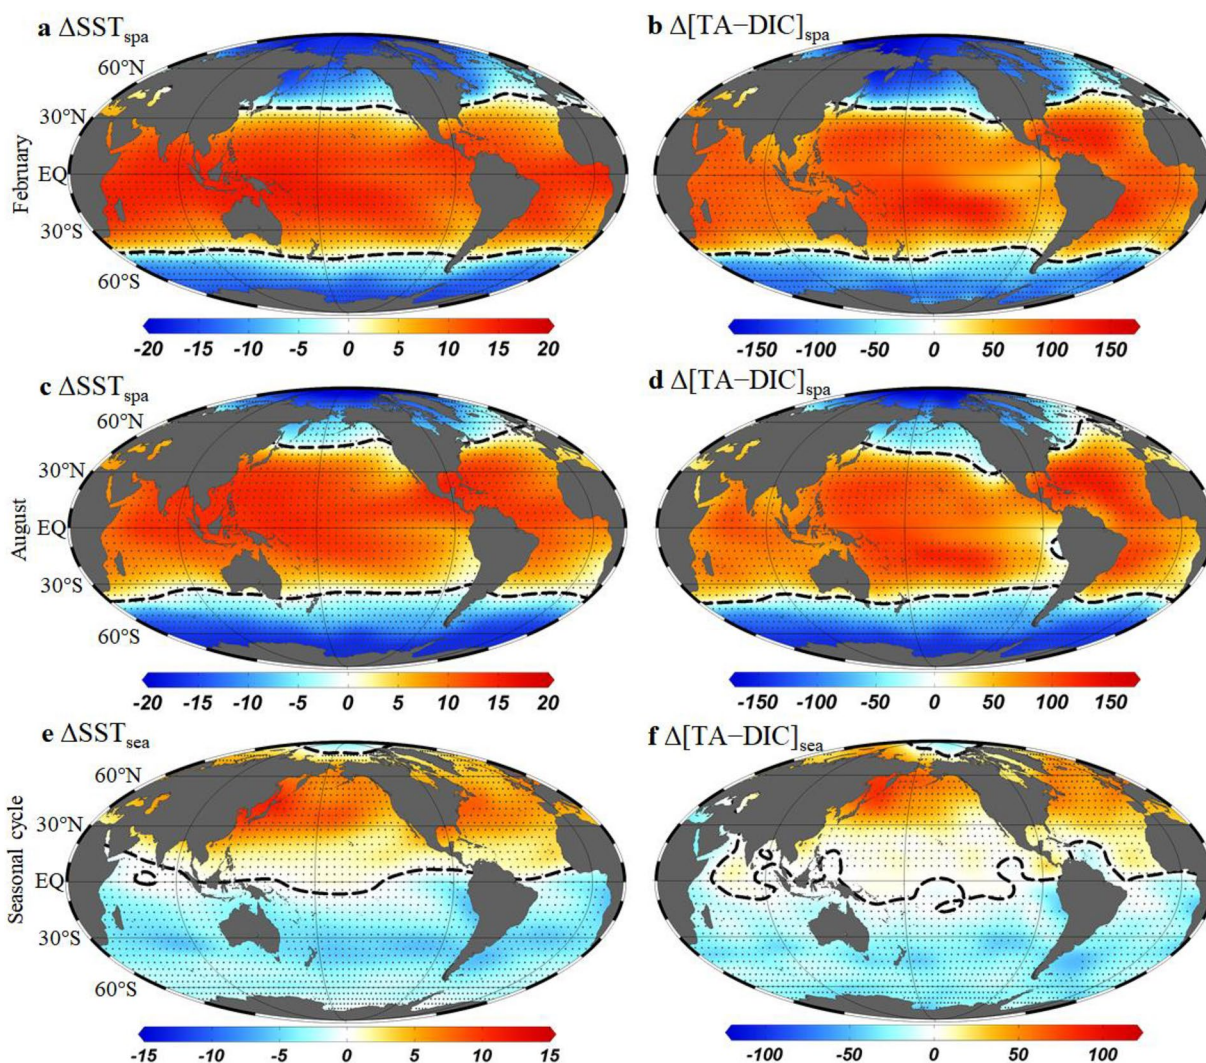 a ΔSST_spa
b Δ[TA−DIC]_spa
60°N
30°N
EQ
30°S
60°S
February
-20 -15 -10 -5 0 5 10 15 20
-150 -100 -50 0 50 100 150
c ΔSST_spa
d Δ[TA−DIC]_spa
60°N
30°N
EQ
30°S
60°S
August
-20 -15 -10 -5 0 5 10 15 20
-150 -100 -50 0 50 100 150
e ΔSST_sea
f Δ[TA−DIC]_sea
60°N
30°N
EQ
30°S
60°S
Seasonal cycle
-15 -10 -5 0 5 10 15
-100 -50 0 50 100